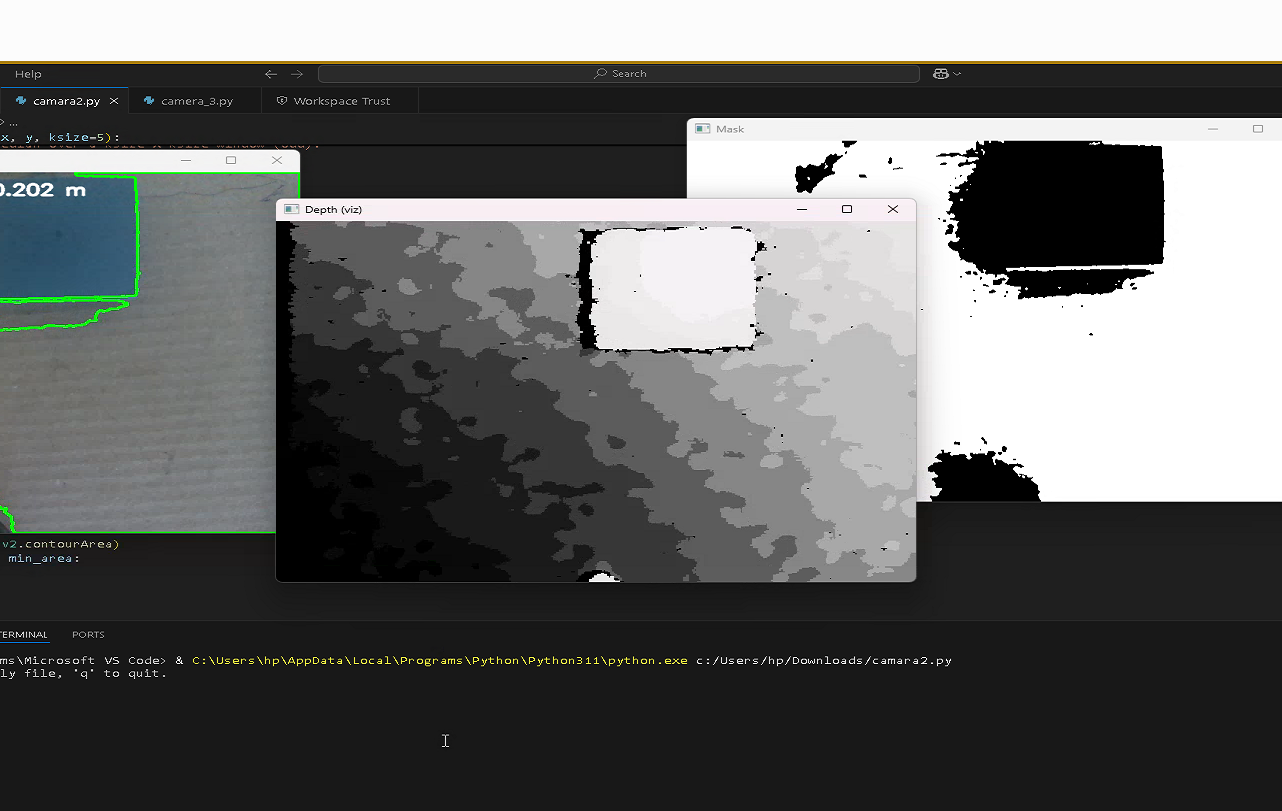 Help
Search
camara2.py
camera_3.py
Workspace Trust
> ...
x, y, ksize=5):
Mask
0.202 m
Depth (viz)
v2.contourArea)
min_area:
TERMINAL
PORTS
ms\Microsoft VS Code> & C:\Users\hp\AppData\Local\Programs\Python\Python311\python.exe c:/Users/hp/Downloads/camara2.py
ly file, 'q' to quit.